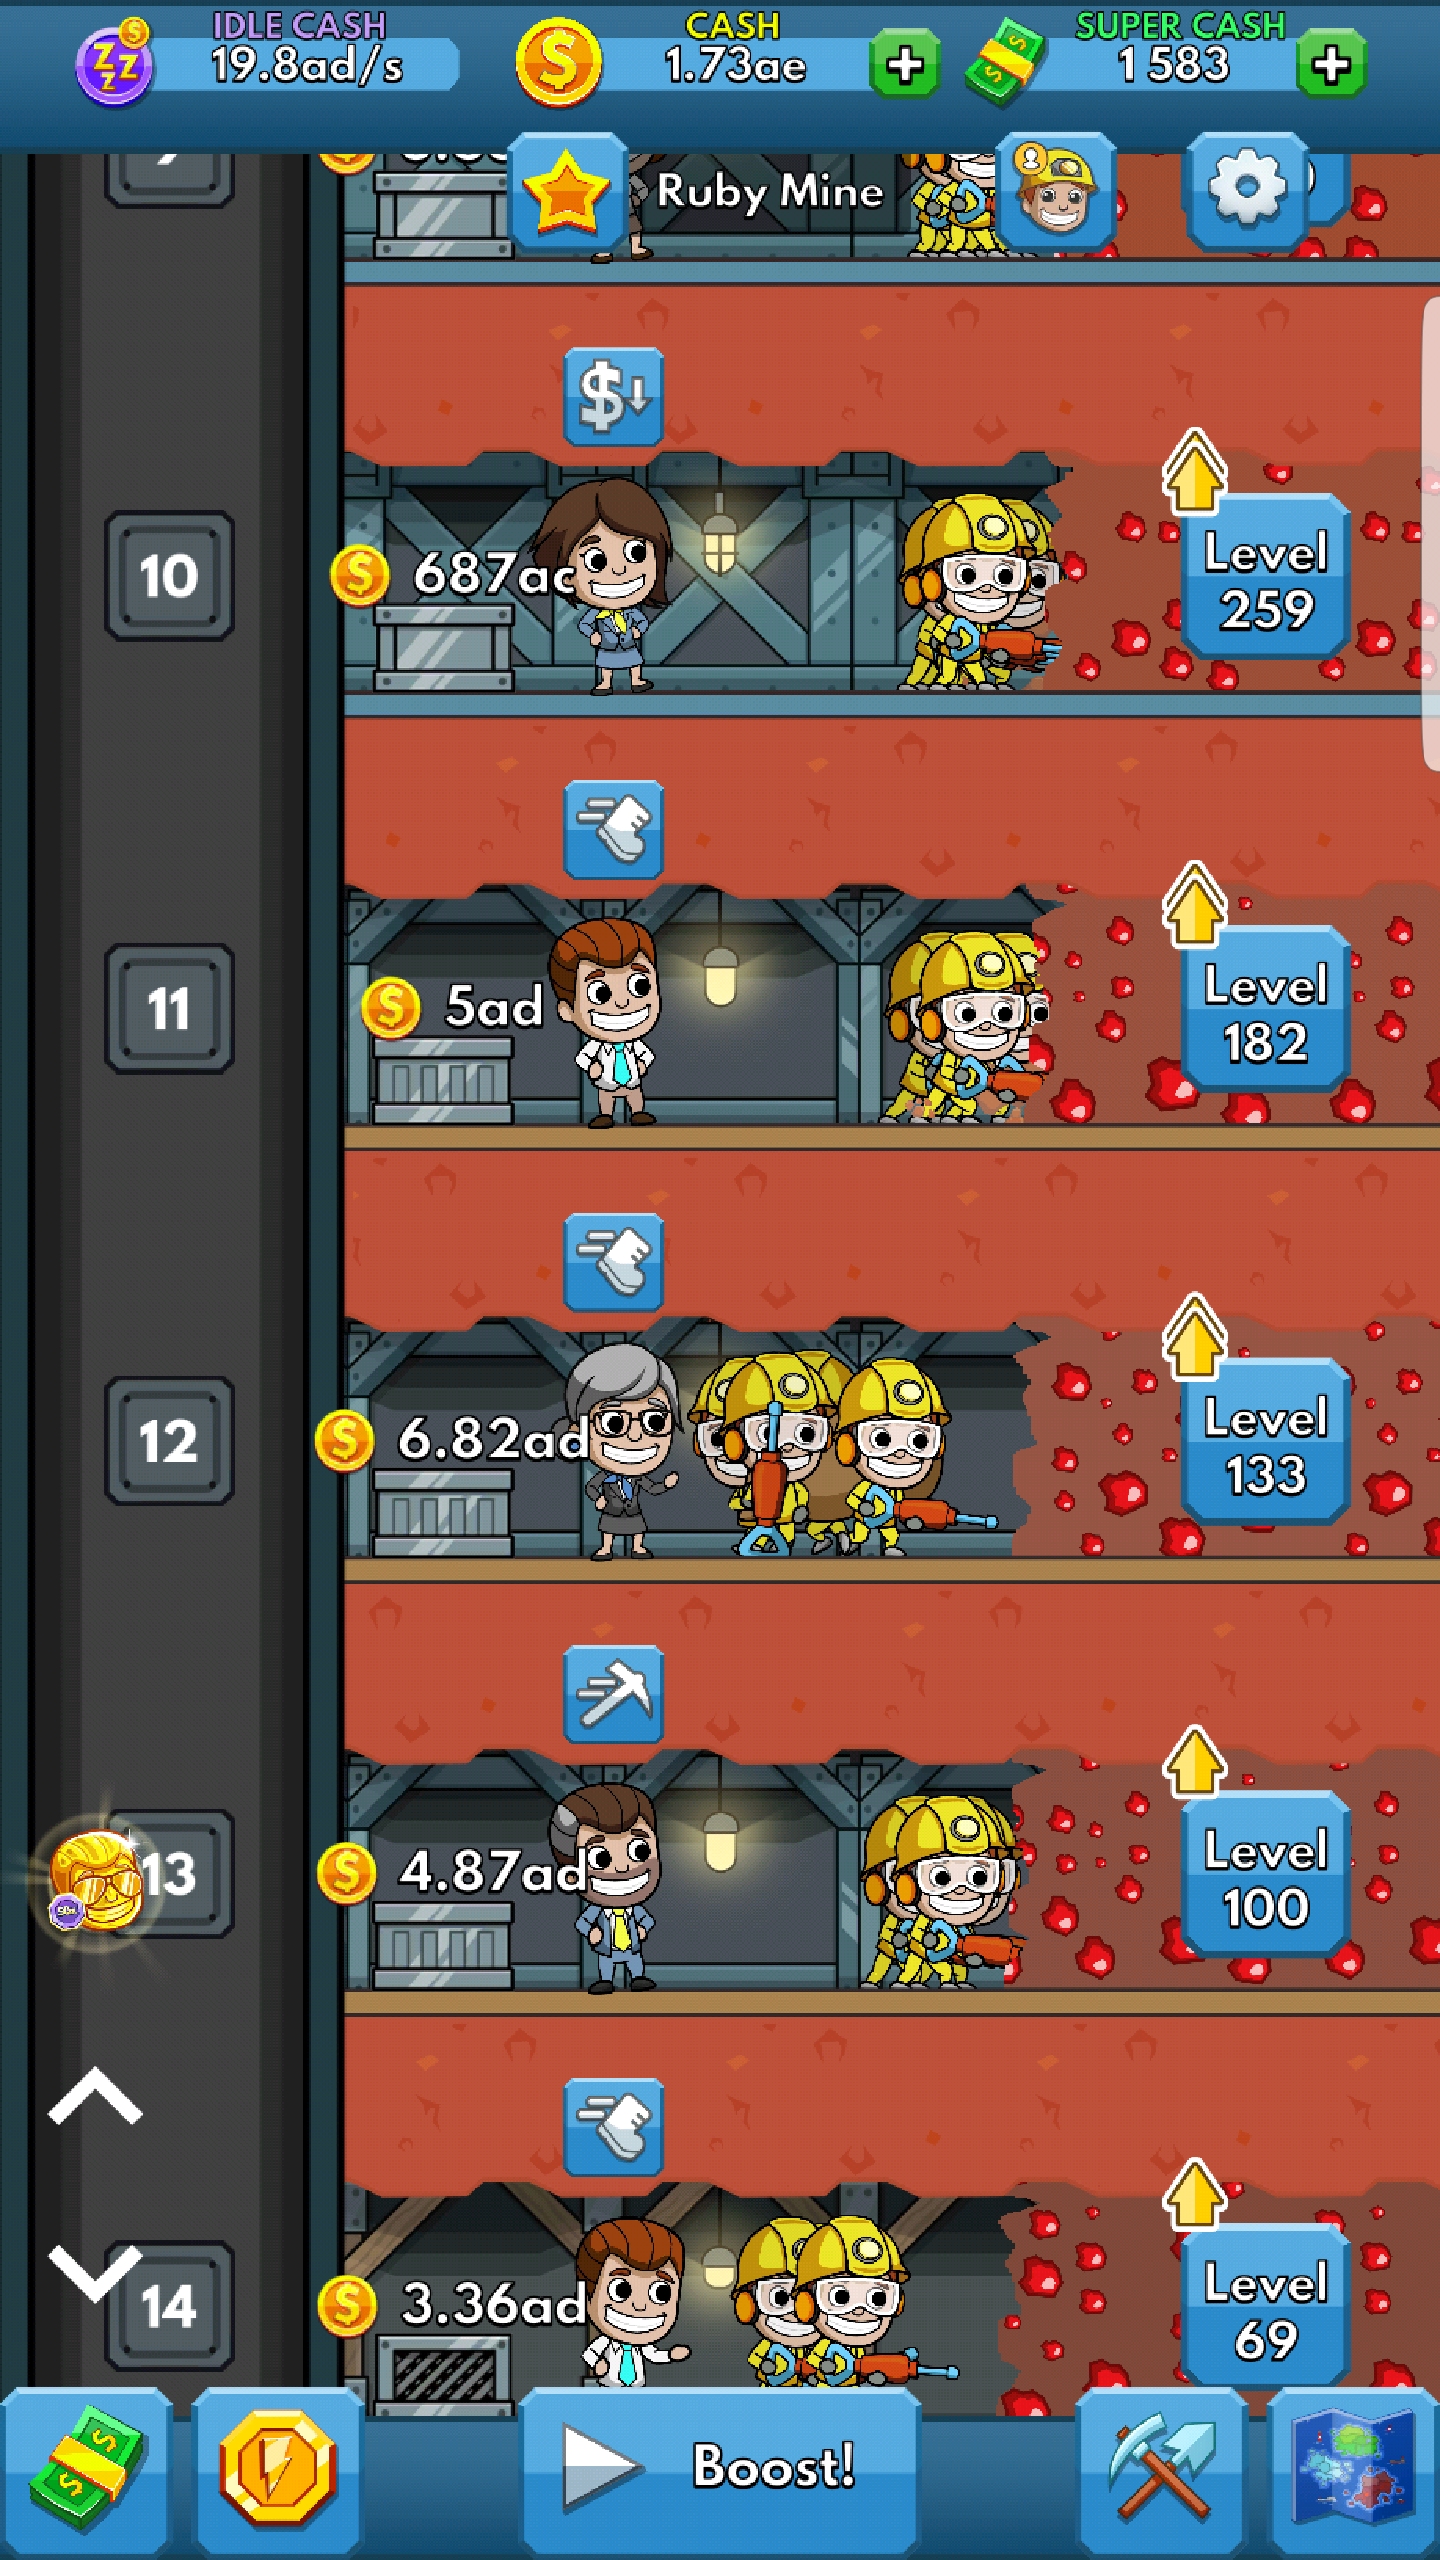 IDLE CASH
19.8ad/s
CASH
1.73ae
SUPER CASH
1 583
Ruby Mine
10
687ac
Level
259
11
5ad
Level
182
12
6.82ad
Level
133
13
4.87ad
Level
100
14
3.36ad
Level
69
Boost!